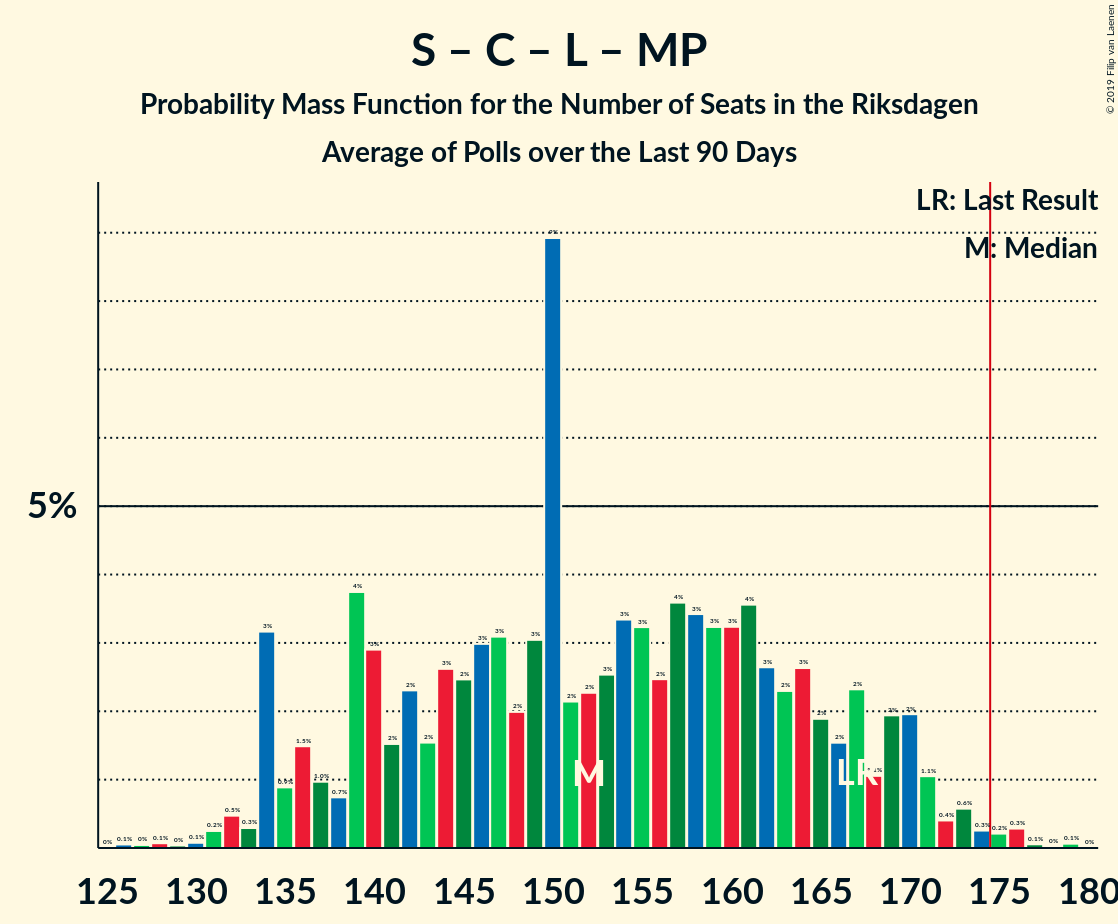 S – C – L – MP
Probability Mass Function for the Number of Seats in the Riksdagen
Average of Polls over the Last 90 Days
© 2019 Filip van Laenen
LR: Last Result
M: Median
5%
0% 0.1% 0% 0.1% 0% 0.1% 0.2% 0.5% 0.3% 3% 0.9% 1.5% 1.0% 0.7% 4% 3% 2% 2% 2% 3% 2% 3% 3% 2% 3% 9% 2% 2% 3% 3% 3% 2% 4% 3% 3% 3% 4% 3% 2% 3% 2% 2% 2% 2% 2% 1.1% 0.4% 0.6% 0.3% 0.2% 0.3% 0.1% 0% 0.1% 0%
M LR
125 130 135 140 145 150 155 160 165 170 175 180